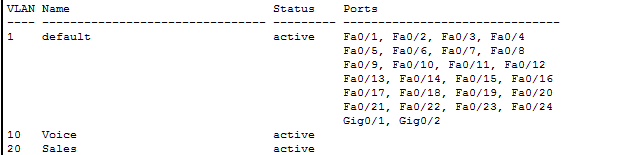 VLAN Name                             Status    Ports
---- -------------------------------- --------- -------------------------------
1    default                          active    Fa0/1, Fa0/2, Fa0/3, Fa0/4
                                                Fa0/5, Fa0/6, Fa0/7, Fa0/8
                                                Fa0/9, Fa0/10, Fa0/11, Fa0/12
                                                Fa0/13, Fa0/14, Fa0/15, Fa0/16
                                                Fa0/17, Fa0/18, Fa0/19, Fa0/20
                                                Fa0/21, Fa0/22, Fa0/23, Fa0/24
                                                Gig0/1, Gig0/2
10   Voice                            active
20   Sales                            active